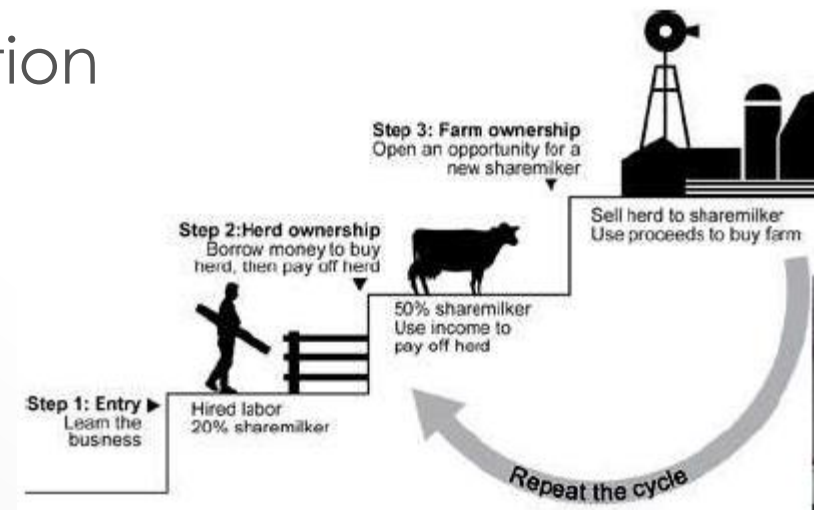 tion
Step 3: Farm ownership
Open an opportunity for a
new sharemilker
Sell herd to sharemilker
Use proceeds to buy farm
Step 2:Herd ownership
Borrow money to buy
herd, then pay off herd
50% sharemilker
Use income to
pay off herd
Step 1: Entry
Learn the
business
Hired labor
20% sharemilker
Repeat the cycle